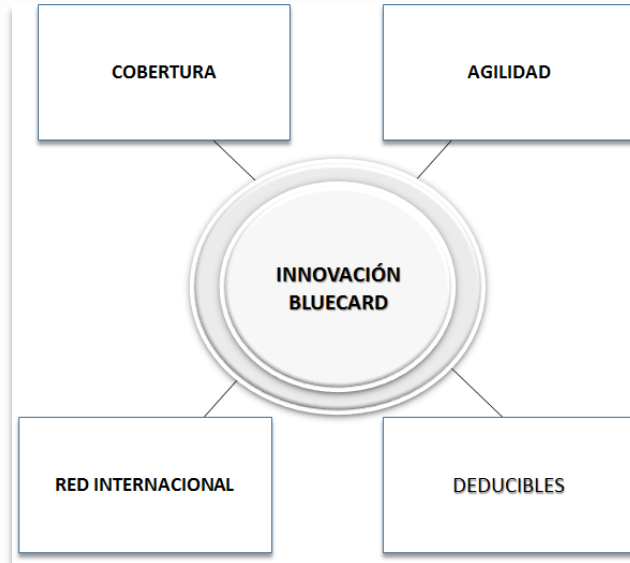 COBERTURA
AGILIDAD
INNOVACIÓN
BLUECARD
RED INTERNACIONAL
DEDUCIBLES